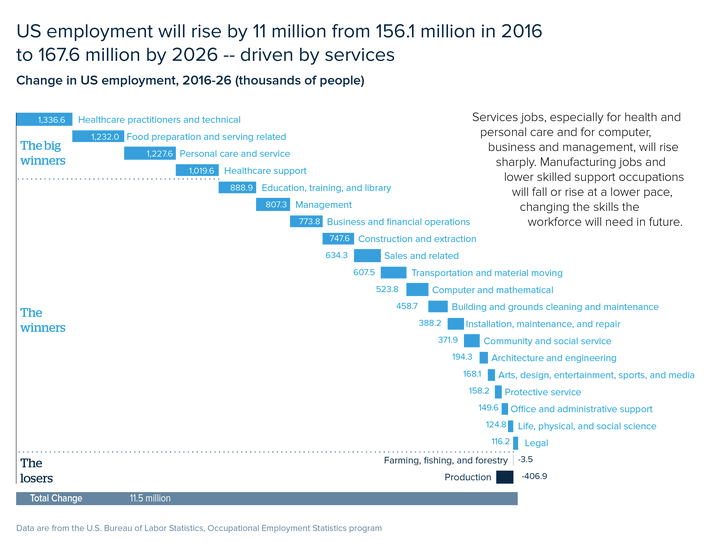 US employment will rise by 11 million from 156.1 million in 2016
to 167.6 million by 2026 -- driven by services
Change in US employment, 2016-26 (thousands of people)
Services jobs, especially for health and
personal care and for computer,
business and management, will rise
sharply. Manufacturing jobs and
lower skilled support occupations
will fall or rise at a lower pace,
changing the skills the
workforce will need in future.
The big
winners
1,336.6 Healthcare practitioners and technical
1,232.0 Food preparation and serving related
1,227.6 Personal care and service
1,019.6 Healthcare support
The
winners
888.9 Education, training, and library
807.3 Management
773.8 Business and financial operations
747.6 Construction and extraction
634.3 Sales and related
607.5 Transportation and material moving
523.8 Computer and mathematical
458.7 Building and grounds cleaning and maintenance
388.2 Installation, maintenance, and repair
371.9 Community and social service
194.3 Architecture and engineering
168.1 Arts, design, entertainment, sports, and media
158.2 Protective service
149.6 Office and administrative support
124.8 Life, physical, and social science
116.2 Legal
The
losers
Farming, fishing, and forestry -3.5
Production -406.9
Total Change 11.5 million
Data are from the U.S. Bureau of Labor Statistics, Occupational Employment Statistics program